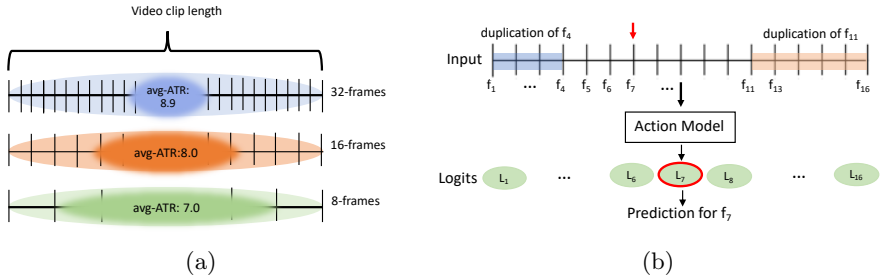 Video clip length
avg-ATR:
8.9
32-frames
avg-ATR:8.0
16-frames
avg-ATR: 7.0
8-frames
(a)
duplication of f4
duplication of f11
Input
f1 ... f4 f5 f6 f7 ... f11 f13 f16
Action Model
Logits
L1 ... L6 L7 L8 ... L16
Prediction for f7
(b)